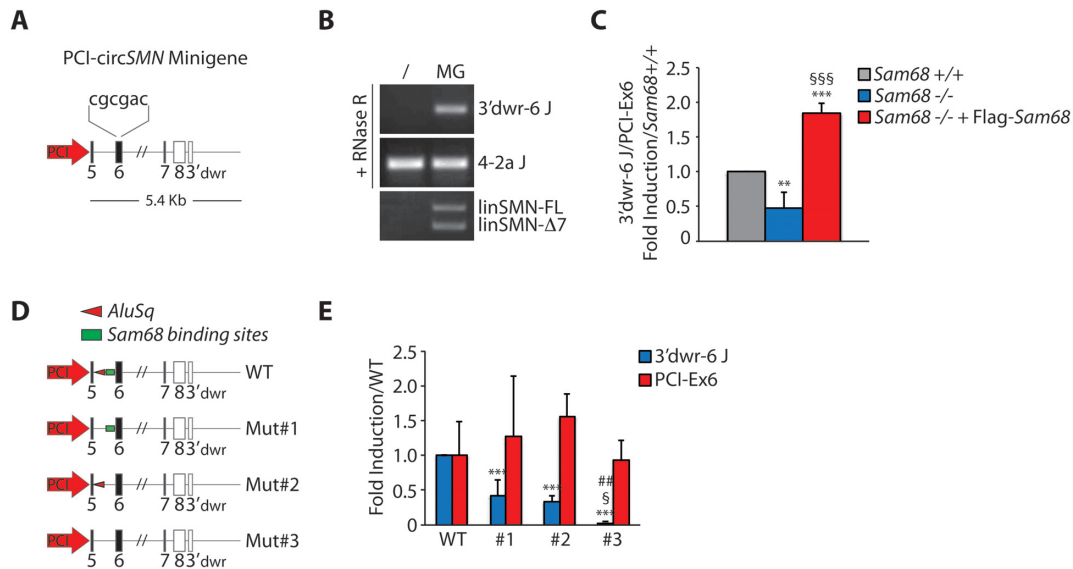 A
PCI-circSMN Minigene
cgcgac
PCI
5 6 // 7 8 3'dwr
5.4 Kb
B
/ MG
+ RNase R
3'dwr-6 J
4-2a J
linSMN-FL
linSMN-Δ7
C
3'dwr-6 J/PCI-Ex6
Fold Induction/Sam68+/+
2.5
2.0
1.5
1.0
0.5
0
**
§§§
***
Sam68 +/+
Sam68 -/-
Sam68 -/- + Flag-Sam68
D
AluSq
Sam68 binding sites
PCI // WT
5 6 7 8 3'dwr
PCI // Mut#1
5 6 7 8 3'dwr
PCI // Mut#2
5 6 7 8 3'dwr
PCI // Mut#3
5 6 7 8 3'dwr
E
Fold Induction/WT
2.5
2.0
1.5
1.0
0.5
0
***
***
##
§
***
WT #1 #2 #3
3'dwr-6 J
PCI-Ex6